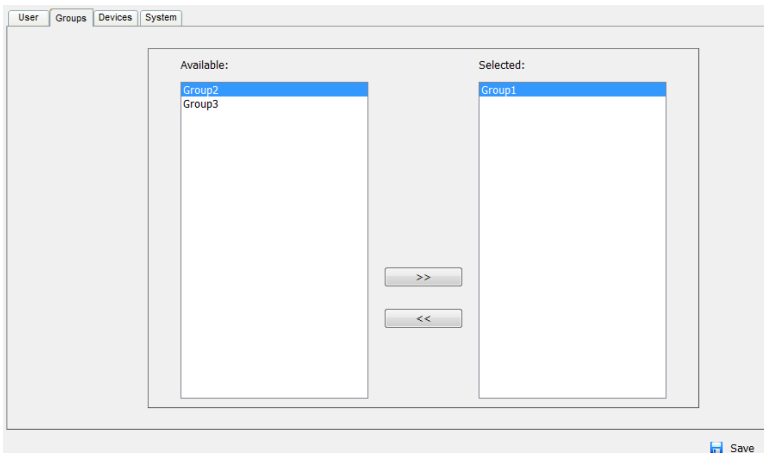 User Groups Devices System
Available: Selected:
Group2 Group1
Group3
>>
<<
Save